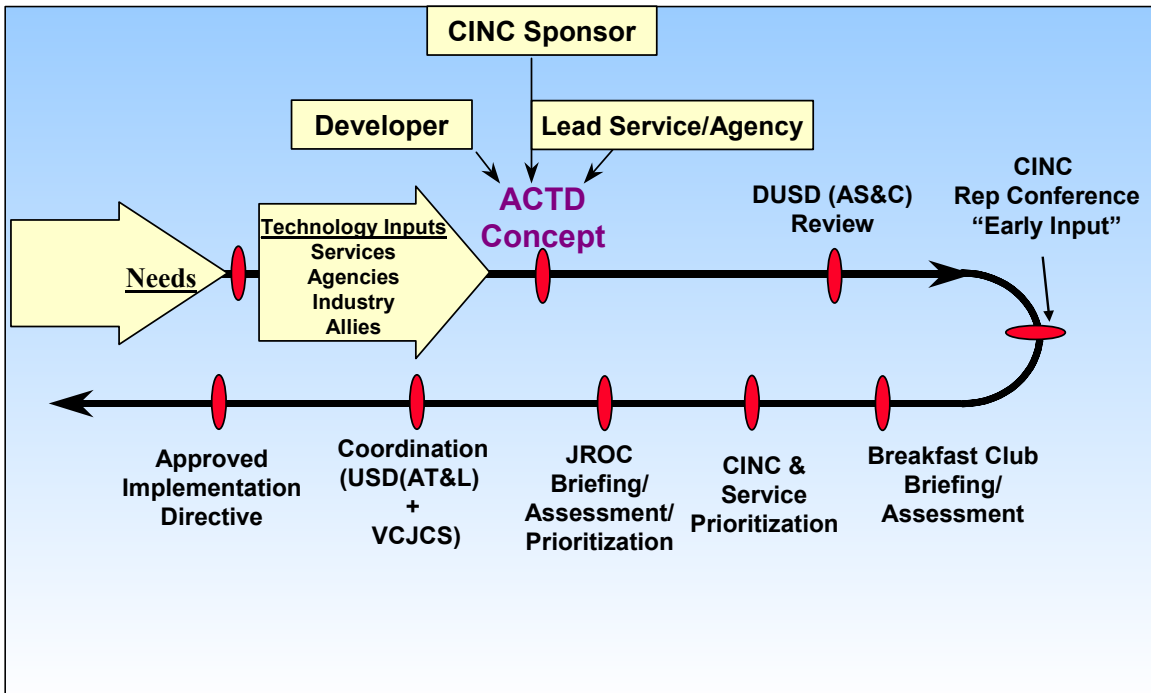 CINC Sponsor
Developer
Lead Service/Agency
ACTD
Concept
Needs
Technology Inputs
Services
Agencies
Industry
Allies
DUSD (AS&C)
Review
CINC
Rep Conference
“Early Input”
Approved
Implementation
Directive
Coordination
(USD(AT&L)
+
VCJCS)
JROC
Briefing/
Assessment/
Prioritization
CINC &
Service
Prioritization
Breakfast Club
Briefing/
Assessment